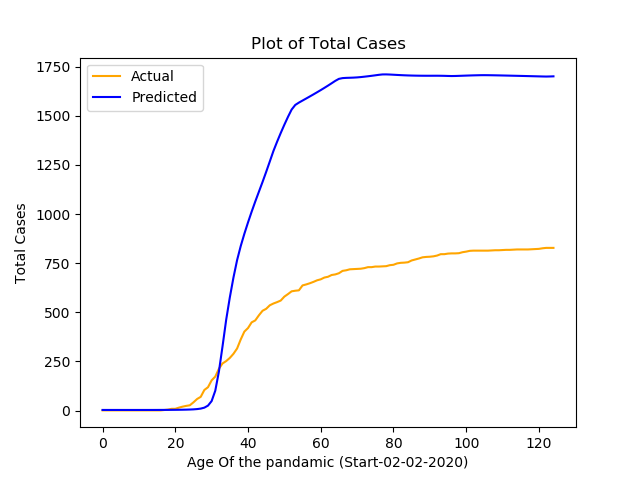 Plot of Total Cases
Actual
Predicted
1750
1500
1250
1000
750
500
250
0
Total Cases
0 20 40 60 80 100 120
Age Of the pandamic (Start-02-02-2020)